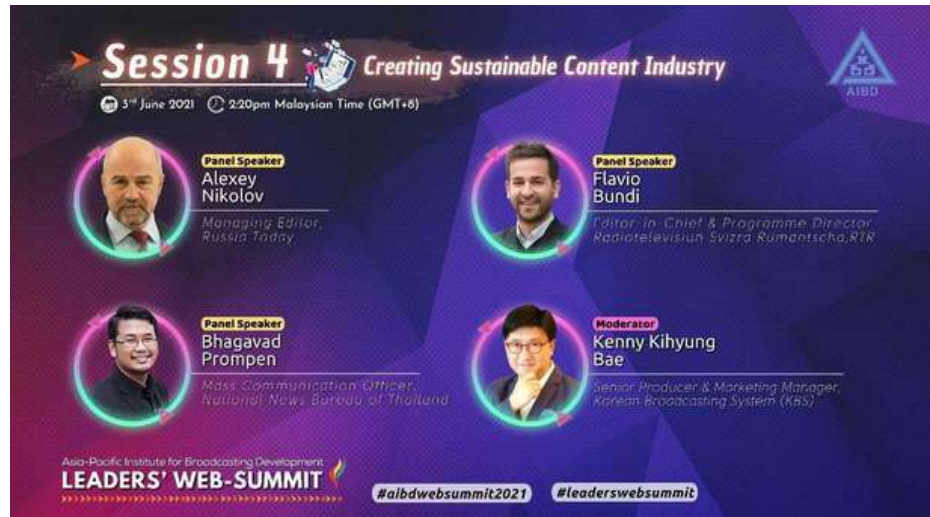 Session 4 Creating Sustainable Content Industry
3rd June 2021 2:20pm Malaysian Time (GMT+8)
AIBD
Panel Speaker
Alexey
Nikolov
Managing Editor,
Russia Today
Panel Speaker
Flavio
Bundi
Editor-in-Chief & Programme Director
Radiotelevisiun Svizra Rumantscha,RTR
Panel Speaker
Bhagavad
Prompen
Mass Communication Officer,
National News Bureau of Thailand
Moderator
Kenny Kihyung
Bae
Senior Producer & Marketing Manager,
Korean Broadcasting System (KBS)
Asia-Pacific Institute for Broadcasting Development
LEADERS' WEB-SUMMIT
#aibdwebsummit2021 #leaderswebsummit